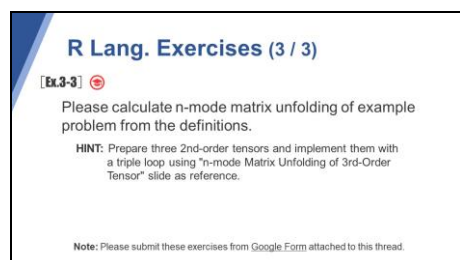 R Lang. Exercises (3 / 3)
[Ex.3-3]
Please calculate n-mode matrix unfolding of example
problem from the definitions.
HINT: Prepare three 2nd-order tensors and implement them with
a triple loop using "n-mode Matrix Unfolding of 3rd-Order
Tensor" slide as reference.
Note: Please submit these exercises from Google Form attached to this thread.